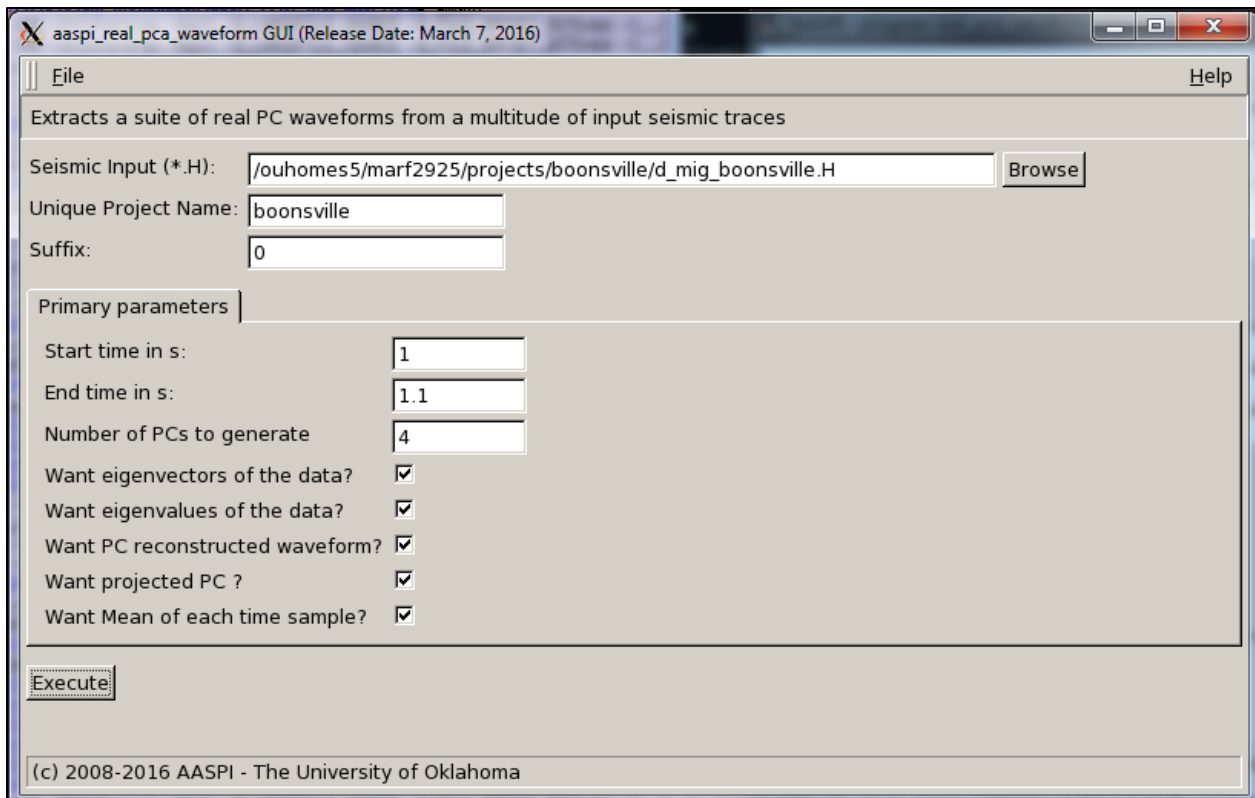 aaspi_real_pca_waveform GUI (Release Date: March 7, 2016)
File Help
Extracts a suite of real PC waveforms from a multitude of input seismic traces
Seismic Input (*.H): /ouhomes5/marf2925/projects/boonsville/d_mig_boonsville.H Browse
Unique Project Name: boonsville
Suffix: 0
Primary parameters
Start time in s: 1
End time in s: 1.1
Number of PCs to generate 4
Want eigenvectors of the data?
Want eigenvalues of the data?
Want PC reconstructed waveform?
Want projected PC ?
Want Mean of each time sample?
Execute
(c) 2008-2016 AASPI - The University of Oklahoma